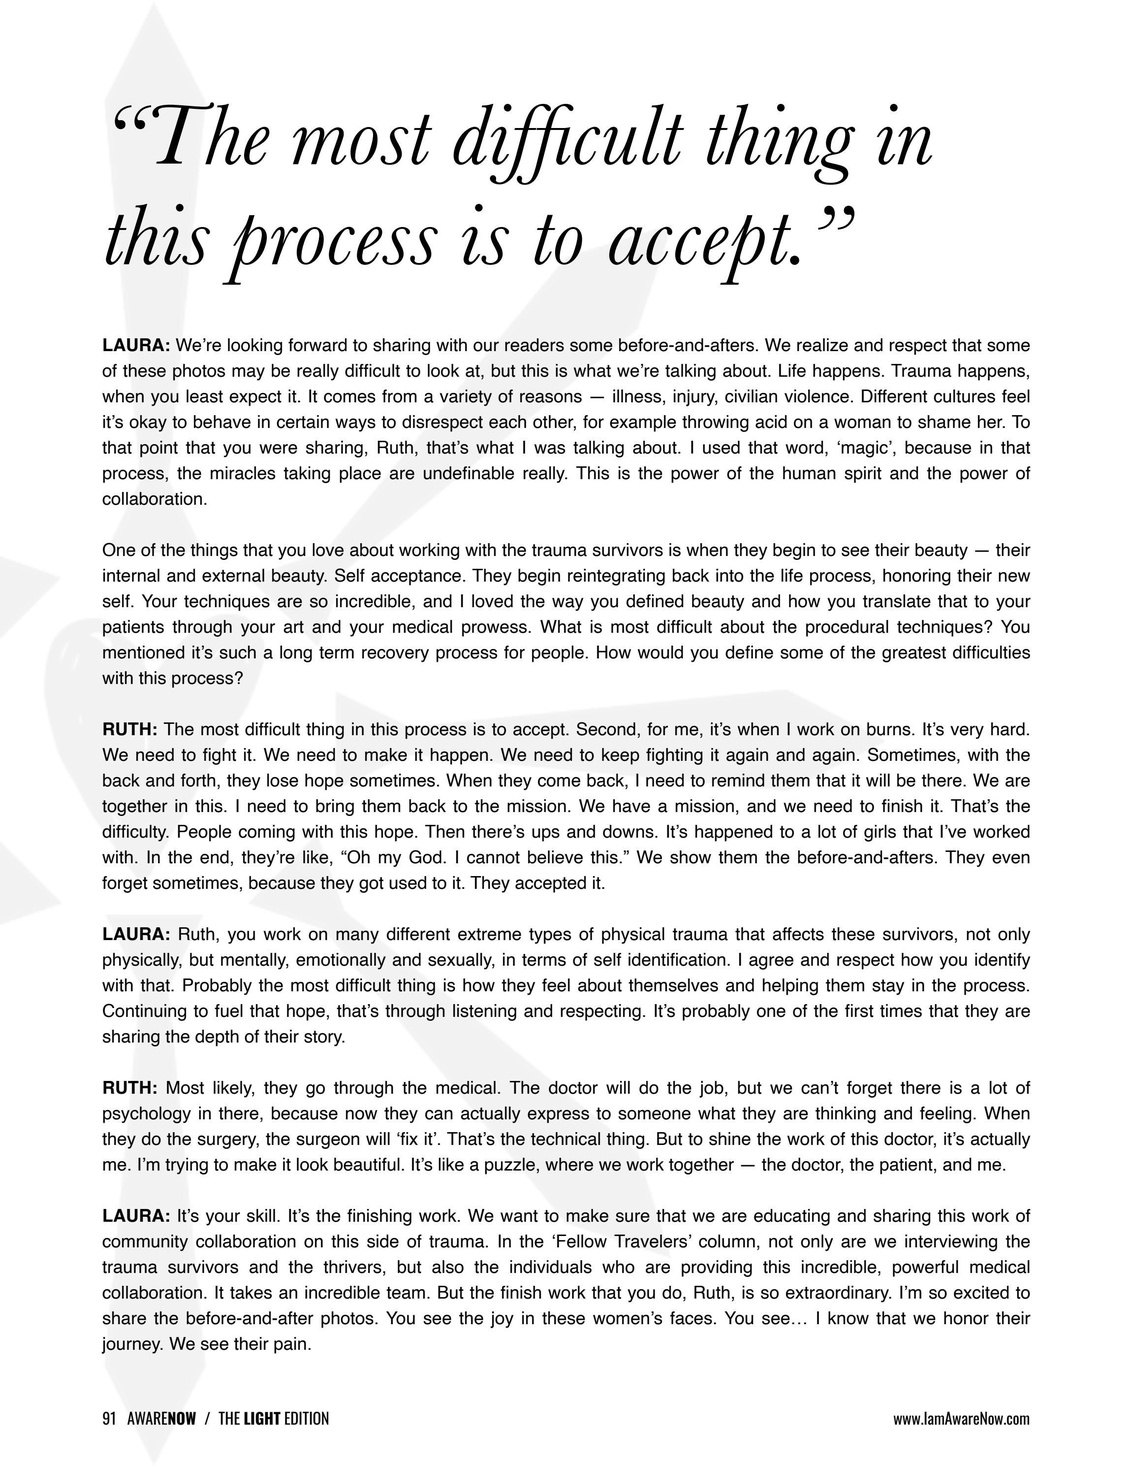 “The most difficult thing in
this process is to accept.”
LAURA: We’re looking forward to sharing with our readers some before-and-afters. We realize and respect that some
of these photos may be really difficult to look at, but this is what we’re talking about. Life happens. Trauma happens,
when you least expect it. It comes from a variety of reasons — illness, injury, civilian violence. Different cultures feel
it’s okay to behave in certain ways to disrespect each other, for example throwing acid on a woman to shame her. To
that point that you were sharing, Ruth, that’s what I was talking about. I used that word, ‘magic’, because in that
process, the miracles taking place are undefinable really. This is the power of the human spirit and the power of
collaboration.
One of the things that you love about working with the trauma survivors is when they begin to see their beauty — their
internal and external beauty. Self acceptance. They begin reintegrating back into the life process, honoring their new
self. Your techniques are so incredible, and I loved the way you defined beauty and how you translate that to your
patients through your art and your medical prowess. What is most difficult about the procedural techniques? You
mentioned it’s such a long term recovery process for people. How would you define some of the greatest difficulties
with this process?
RUTH: The most difficult thing in this process is to accept. Second, for me, it’s when I work on burns. It’s very hard.
We need to fight it. We need to make it happen. We need to keep fighting it again and again. Sometimes, with the
back and forth, they lose hope sometimes. When they come back, I need to remind them that it will be there. We are
together in this. I need to bring them back to the mission. We have a mission, and we need to finish it. That’s the
difficulty. People coming with this hope. Then there’s ups and downs. It’s happened to a lot of girls that I’ve worked
with. In the end, they’re like, “Oh my God. I cannot believe this.” We show them the before-and-afters. They even
forget sometimes, because they got used to it. They accepted it.
LAURA: Ruth, you work on many different extreme types of physical trauma that affects these survivors, not only
physically, but mentally, emotionally and sexually, in terms of self identification. I agree and respect how you identify
with that. Probably the most difficult thing is how they feel about themselves and helping them stay in the process.
Continuing to fuel that hope, that’s through listening and respecting. It’s probably one of the first times that they are
sharing the depth of their story.
RUTH: Most likely, they go through the medical. The doctor will do the job, but we can’t forget there is a lot of
psychology in there, because now they can actually express to someone what they are thinking and feeling. When
they do the surgery, the surgeon will ‘fix it’. That’s the technical thing. But to shine the work of this doctor, it’s actually
me. I’m trying to make it look beautiful. It’s like a puzzle, where we work together — the doctor, the patient, and me.
LAURA: It’s your skill. It’s the finishing work. We want to make sure that we are educating and sharing this work of
community collaboration on this side of trauma. In the ‘Fellow Travelers’ column, not only are we interviewing the
trauma survivors and the thrivers, but also the individuals who are providing this incredible, powerful medical
collaboration. It takes an incredible team. But the finish work that you do, Ruth, is so extraordinary. I’m so excited to
share the before-and-after photos. You see the joy in these women’s faces. You see… I know that we honor their
journey. We see their pain.
91 AWARENOW / THE LIGHT EDITION
www.IamAwareNow.com